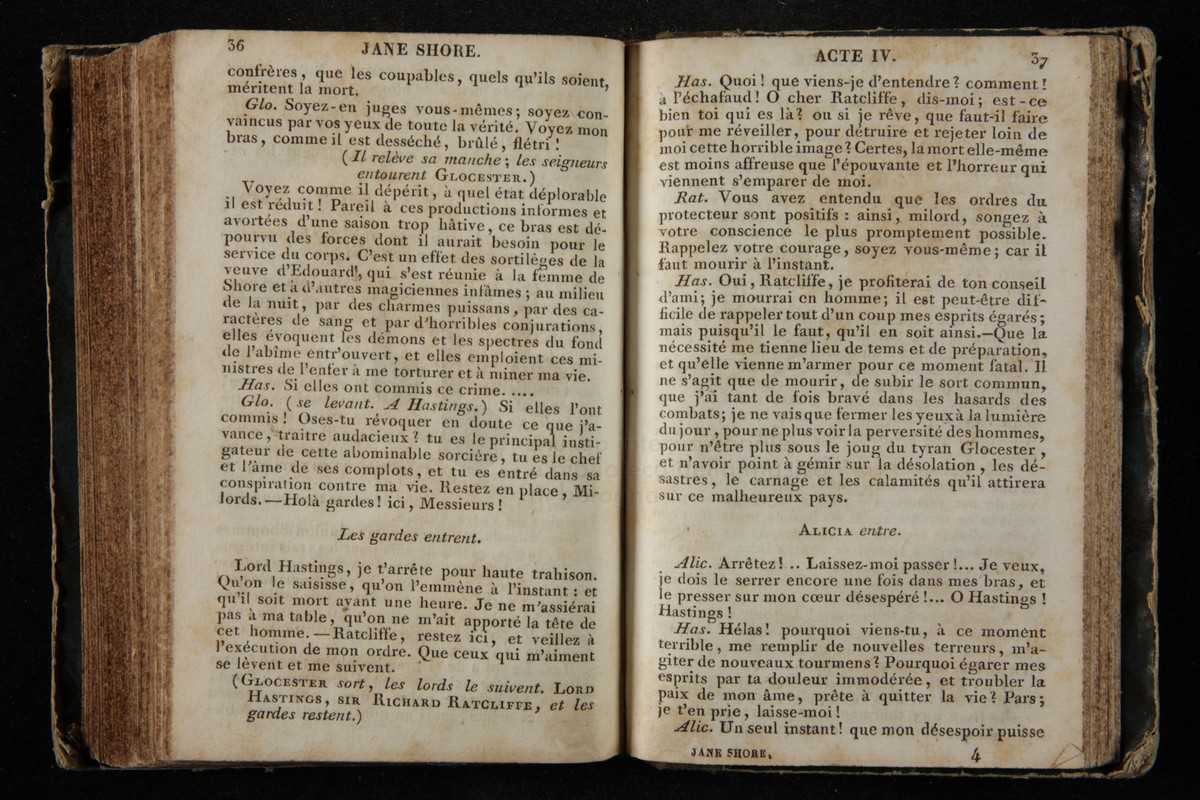 36
JANE SHORE.
confrères, que les coupables, quels qu'ils soient,
méritent la mort.
Glo. Soyez-en juges vous-mêmes; soyez con-
vaincus par vos yeux de toute la vérité. Voyez mon
bras, comme il est desséché, brûlé, flétri!
(Il relève sa manche; les seigneurs
entourent GLOCESTER.)
Voyez comme il dépérit, à quel état déplorable
il est réduit! Pareil à ces productions informes et
avortées d'une saison trop hâtive, ce bras est dé-
pourvu des forces dont il aurait besoin pour le
service du corps. C'est un effet des sortilèges de la
veuve d'Edouard, qui s'est réunie à la femme de
Shore et à d'autres magiciennes infâmes; au milieu
de la nuit, par des charmes puissans, par des ca-
ractères de sang et par d'horribles conjurations,
elles évoquent les démons et les spectres du fond
de l'abîme entr'ouvert, et elles emploient ces mi-
nistres de l'enfer à me torturer et à miner ma vie.
Has. Si elles ont commis ce crime.....
Glo. (se levant. A Hastings.) Si elles l'ont
commis! Oses-tu révoquer en doute ce que j'a-
vance, traitre audacieux? tu es le principal insti-
gateur de cette abominable sorcière, tu es le chef
et l'âme de ses complots, et tu es entré dans sa
conspiration contre ma vie. Restez en place, Mi-
lords.—Holà gardes! ici, Messieurs!
Les gardes entrent.
Lord Hastings, je t'arrête pour haute trahison.
Qu'on le saisisse, qu'on l'emmène à l'instant: et
qu'il soit mort avant une heure. Je ne m'assiérai
pas à ma table, qu'on ne m'ait apporté la tête de
cet homme.—Ratcliffe, restez ici, et veillez à
l'exécution de mon ordre. Que ceux qui m'aiment
se lèvent et me suivent.
(GLOCESTER sort, les lords le suivent. LORD
HASTINGS, SIR RICHARD RATCLIFFE, et les
gardes restent.)
ACTE IV.
37
Has. Quoi! que viens-je d'entendre? comment!
à l'échafaud! O cher Ratcliffe, dis-moi; est-ce
bien toi qui es là? ou si je rêve, que faut-il faire
pour me réveiller, pour détruire et rejeter loin de
moi cette horrible image? Certes, la mort elle-même
est moins affreuse que l'épouvante et l'horreur qui
viennent s'emparer de moi.
Rat. Vous avez entendu que les ordres du
protecteur sont positifs: ainsi, milord, songez à
votre conscience le plus promptement possible.
Rappelez votre courage, soyez vous-même; car il
faut mourir à l'instant.
Has. Oui, Ratcliffe, je profiterai de ton conseil
d'ami; je mourrai en homme; il est peut-être dif-
ficile de rappeler tout d'un coup mes esprits égarés;
mais puisqu'il le faut, qu'il en soit ainsi.—Que la
nécessité me tienne lieu de tems et de préparation,
et qu'elle vienne m'armer pour ce moment fatal. Il
ne s'agit que de mourir, de subir le sort commun,
que j'ai tant de fois bravé dans les hasards des
combats; je ne vais que fermer les yeux à la lumière
du jour, pour ne plus voir la perversité des hommes,
pour n'être plus sous le joug du tyran Glocester,
et n'avoir point à gémir sur la désolation, les dé-
sastres, le carnage et les calamités qu'il attirera
sur ce malheureux pays.
ALICIA entre.
Alic. Arrêtez!.. Laissez-moi passer!... Je veux,
je dois le serrer encore une fois dans mes bras, et
le presser sur mon cœur désespéré!... O Hastings!
Hastings!
Has. Hélas! pourquoi viens-tu, à ce moment
terrible, me remplir de nouvelles terreurs, m'a-
giter de nouveaux tourmens? Pourquoi égarer mes
esprits par ta douleur immodérée, et troubler la
paix de mon âme, prête à quitter la vie? Pars;
je t'en prie, laisse-moi!
Alic. Un seul instant! que mon désespoir puisse
JANE SHORE.
4